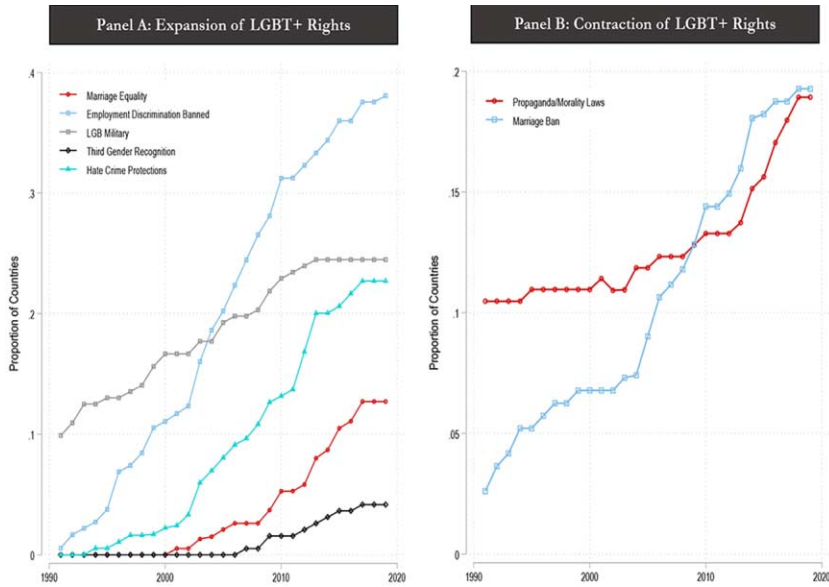 Panel A: Expansion of LGBT+ Rights
.4
.3
.2
.1
0
Proportion of Countries
Marriage Equality
Employment Discrimination Banned
LGB Military
Third Gender Recognition
Hate Crime Protections
1990
2000
2010
2020
Panel B: Contraction of LGBT+ Rights
.2
.15
.1
.05
0
Proportion of Countries
Propaganda/Morality Laws
Marriage Ban
1990
2000
2010
2020